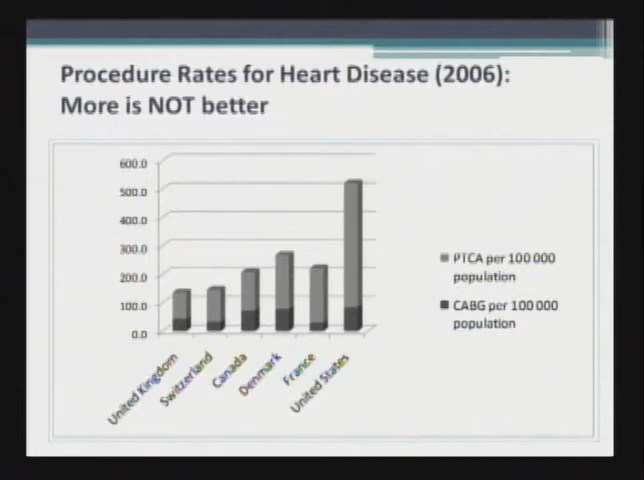 Procedure Rates for Heart Disease (2006):
More is NOT better
600.0
500.0
400.0
300.0
200.0
100.0
0.0
United Kingdom
Switzerland
Canada
Denmark
France
United States
PTCA per 100 000
population
CABG per 100 000
population